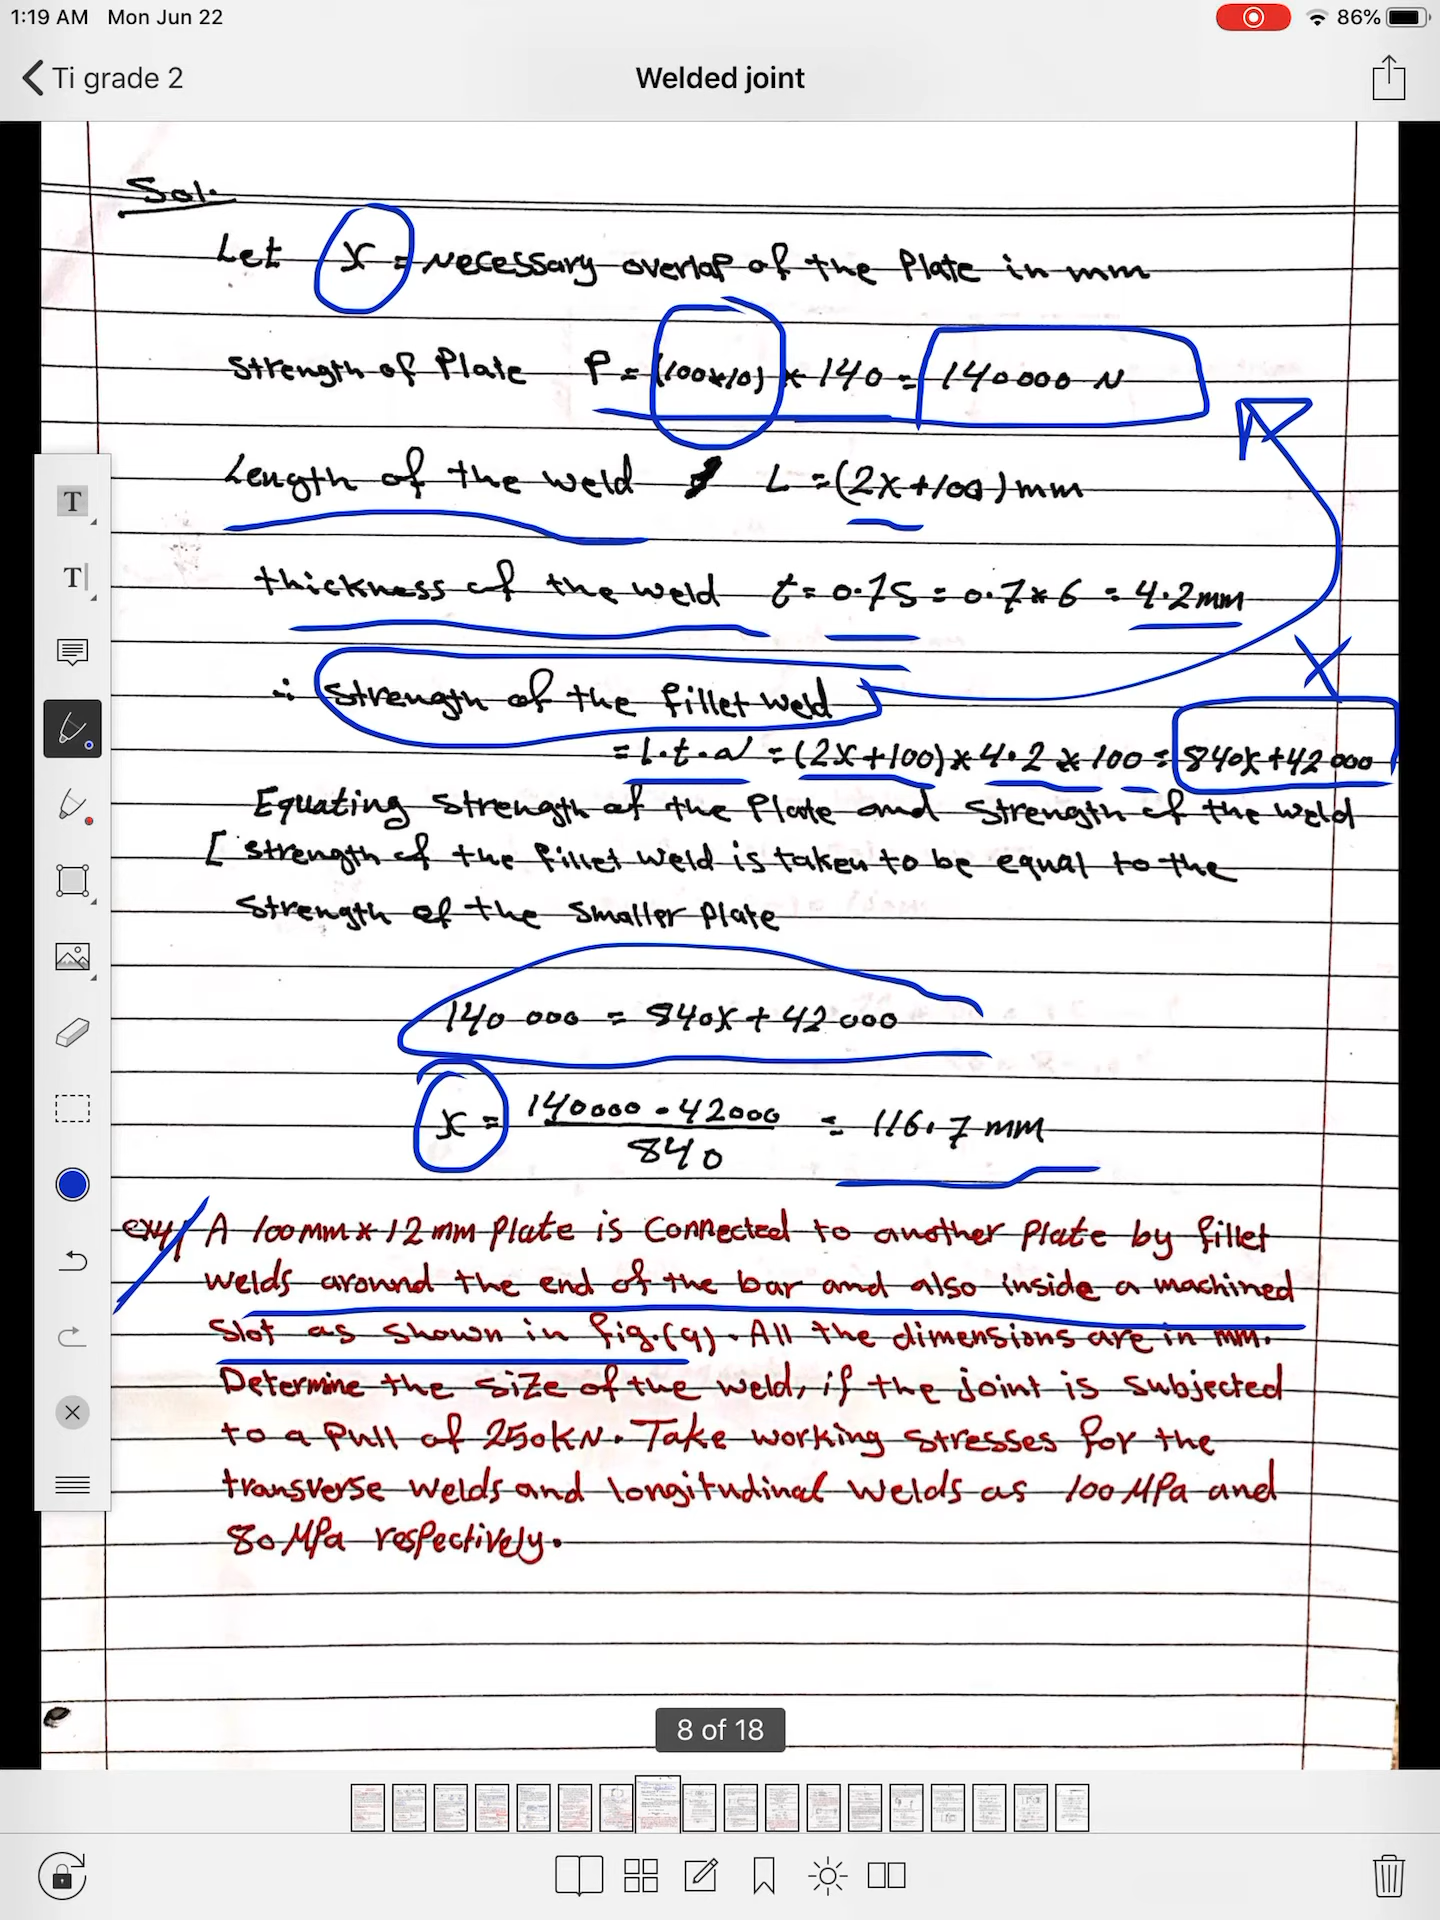 1:19 AM Mon Jun 22
86%
Ti grade 2
Welded joint
Sol.
Let x = Necessary overlap of the Plate in mm
Strength of Plate P = (100*10) * 140 = 140000 N
Length of the weld L = (2x+100) mm
thickness of the weld t = 0.7S = 0.7*6 = 4.2mm
∴ Strength of the fillet weld
= l.t.σ = (2x+100)*4.2*100 = 840x+42000
Equating Strength of the Plate and Strength of the weld
[ strength of the fillet weld is taken to be equal to the
Strength of the Smaller Plate
140 000 = 840x + 42 000
x = 140000 - 42000 / 840 = 116.7 mm
A 100mm*12mm Plate is Connected to another Plate by fillet
welds around the end of the bar and also inside a machined
Slot as shown in fig.(9). All the dimensions are in mm.
Determine the size of the weld, if the joint is subjected
to a Pull of 250KN. Take working stresses for the
transverse welds and longitudinal welds as 100 MPa and
80 MPa respectively.
8 of 18